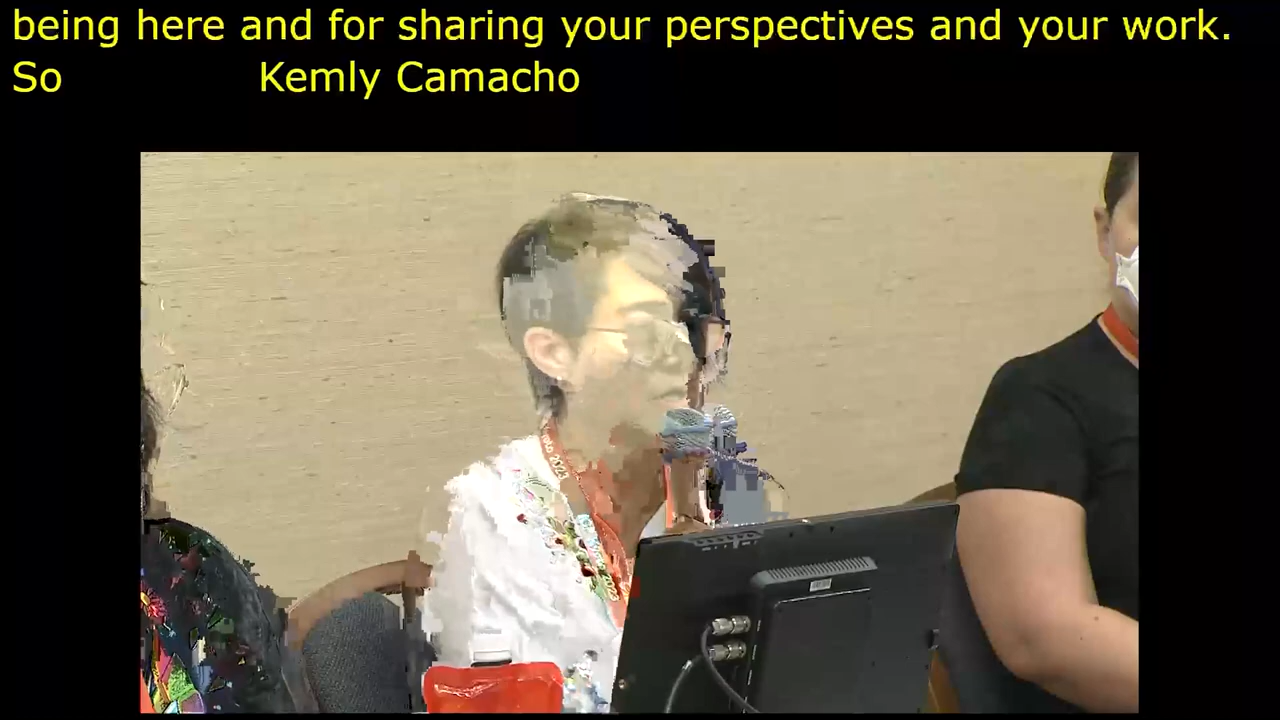 being here and for sharing your perspectives and your work.
So Kemly Camacho